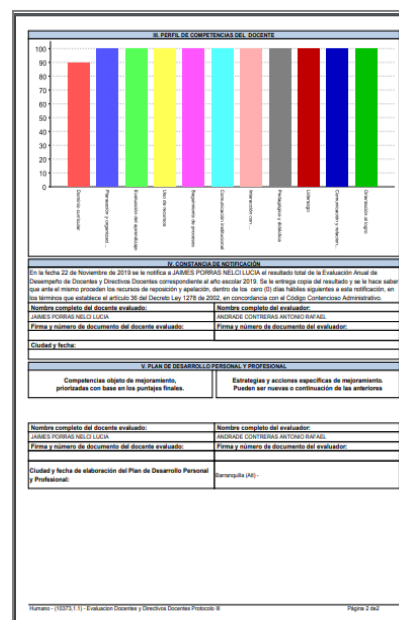 III. PERFIL DE COMPETENCIAS DEL DOCENTE
100
90
80
70
60
50
40
30
20
10
0
Dominio curricular
Planeación y organizaci...
Evaluación del aprendizaje
Uso de recursos
Seguimiento de procesos
Comunicación institucional
Interacción con ...
Pedagógica y didáctica
Liderazgo
Comunicación y relacion...
Orientación al logro
IV. CONSTANCIA DE NOTIFICACIÓN
En la fecha 22 de Noviembre de 2019 se le notifica a JAIMES PORRAS NELCI LUCIA el resultado total de la Evaluación Anual de
Desempeño de Docentes y Directivos Docentes correspondiente al año escolar 2019. Se le entrega copia del resultado y se le hace saber
que ante el mismo proceden los recursos de reposición y apelación, dentro de los cero (0) días hábiles siguientes a esta notificación, en
los términos que establece el artículo 36 del Decreto Ley 1278 de 2002, en concordancia con el Código Contencioso Administrativo.
Nombre completo del docente evaluado: Nombre completo del evaluador:
JAIMES PORRAS NELCI LUCIA ANDRADE CONTRERAS ANTONIO RAFAEL
Firma y número de documento del docente evaluado: Firma y número de documento del evaluador:
Ciudad y fecha:
V. PLAN DE DESARROLLO PERSONAL Y PROFESIONAL
Competencias objeto de mejoramiento, Estrategias y acciones específicas de mejoramiento.
priorizadas con base en los puntajes finales. Pueden ser nuevas o continuación de las anteriores
Nombre completo del docente evaluado: Nombre completo del evaluador:
JAIMES PORRAS NELCI LUCIA ANDRADE CONTRERAS ANTONIO RAFAEL
Firma y número de documento del docente evaluado: Firma y número de documento del evaluador:
Ciudad y fecha de elaboración del Plan de Desarrollo Personal Barranquilla (Atl) -
y Profesional:
Humano - (10373,1.1) - Evaluacion Docentes y Directivos Docentes Protocolo III Página 2 de2